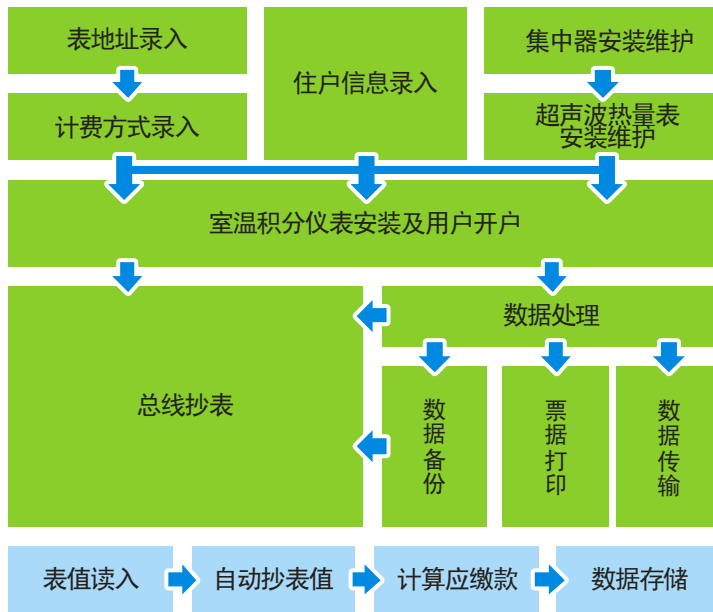 表地址录入
住户信息录入
集中器安装维护
计费方式录入
超声波热量表
安装维护
室温积分仪表安装及用户开户
总线抄表
数据处理
数据备份
票据打印
数据传输
表值读入
自动抄表值
计算应缴款
数据存储